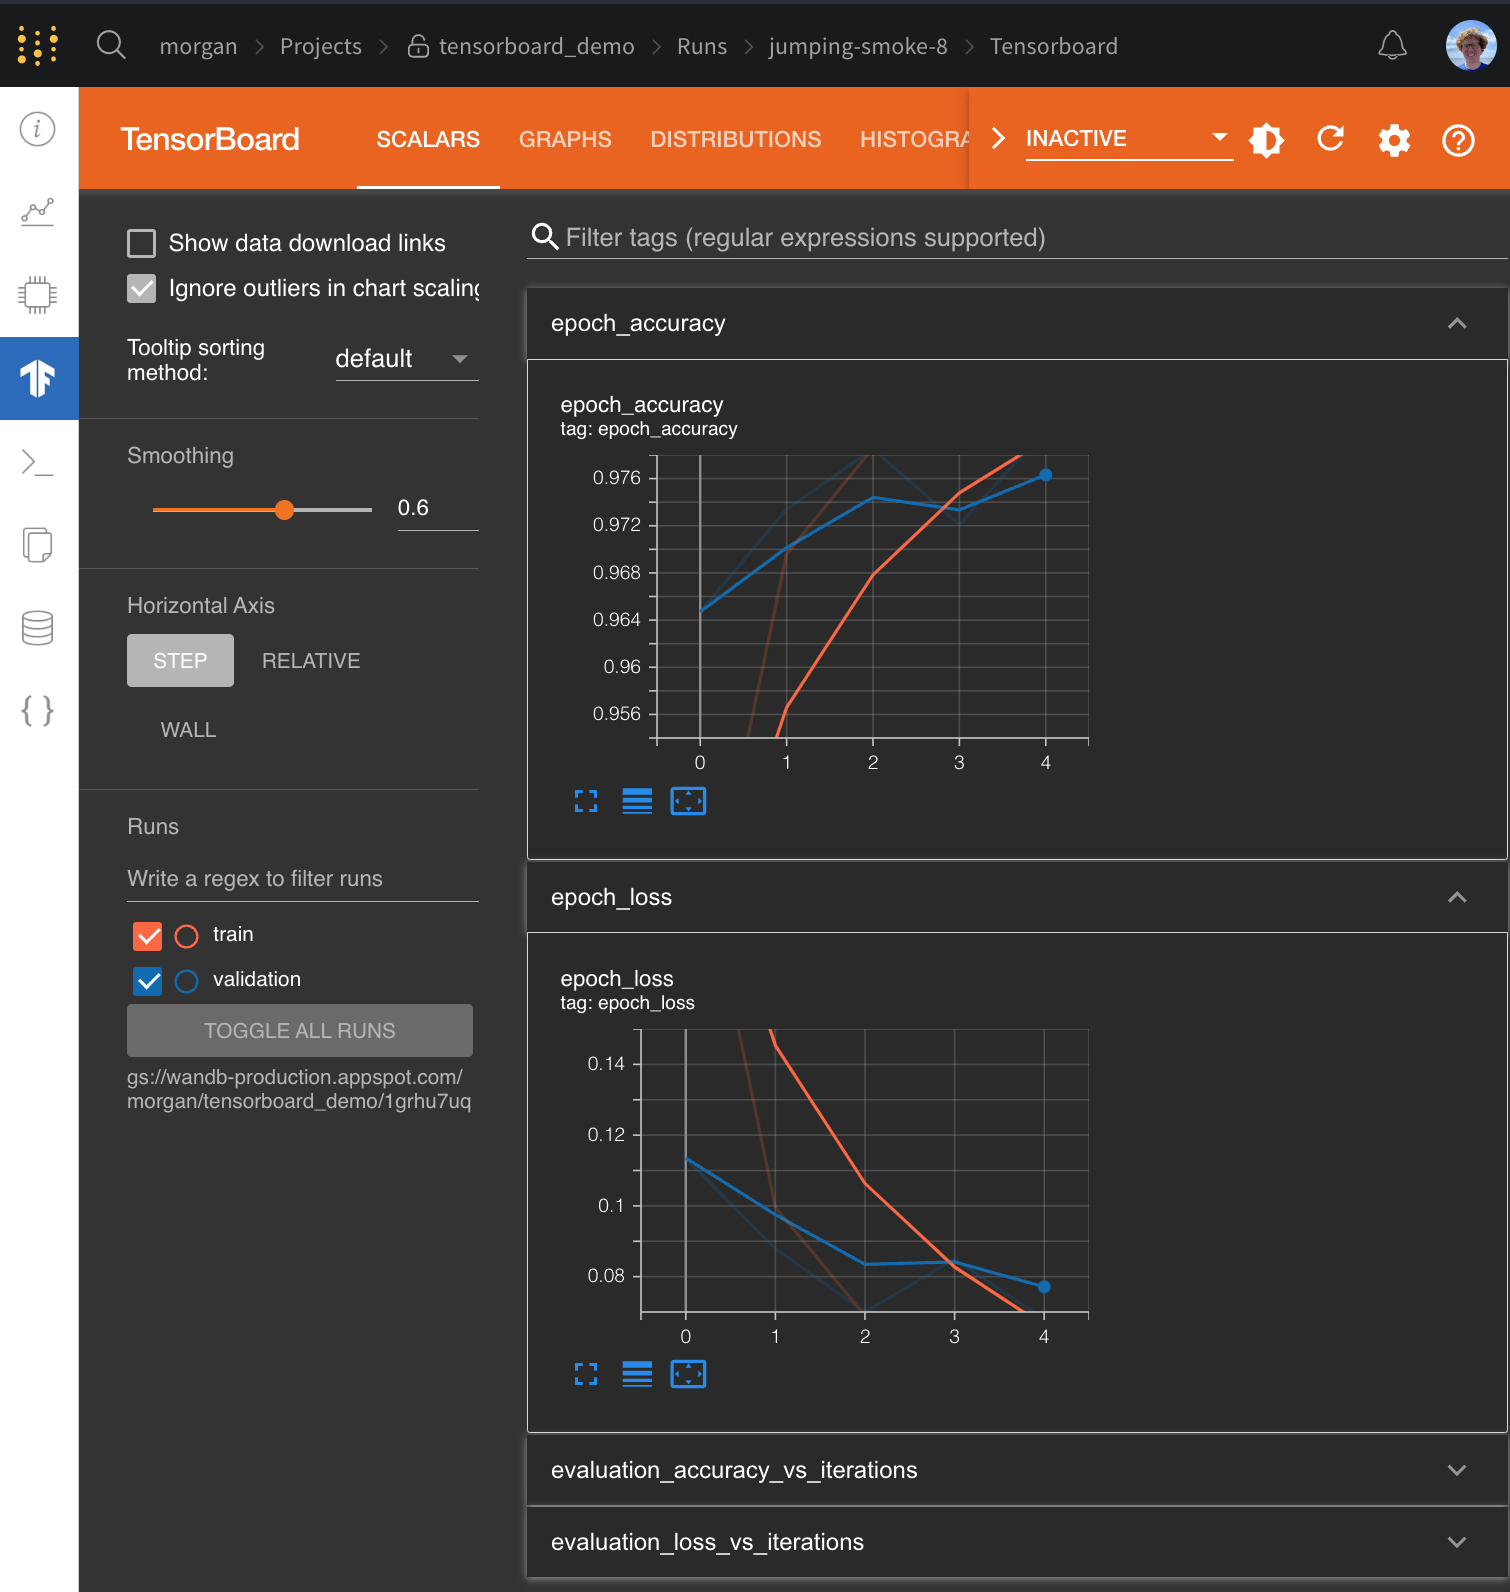 morgan > Projects > tensorboard_demo > Runs > jumping-smoke-8 > Tensorboard
TensorBoard SCALARS GRAPHS DISTRIBUTIONS HISTOGRA INACTIVE
Show data download links
Ignore outliers in chart scaling
Tooltip sorting
method:
default
Smoothing
0.6
Horizontal Axis
STEP RELATIVE
WALL
Runs
Write a regex to filter runs
train
validation
TOGGLE ALL RUNS
gs://wandb-production.appspot.com/
morgan/tensorboard_demo/1grhu7uq
Filter tags (regular expressions supported)
epoch_accuracy
epoch_accuracy
tag: epoch_accuracy
0.976
0.972
0.968
0.964
0.96
0.956
0 1 2 3 4
epoch_loss
epoch_loss
tag: epoch_loss
0.14
0.12
0.1
0.08
0 1 2 3 4
evaluation_accuracy_vs_iterations
evaluation_loss_vs_iterations